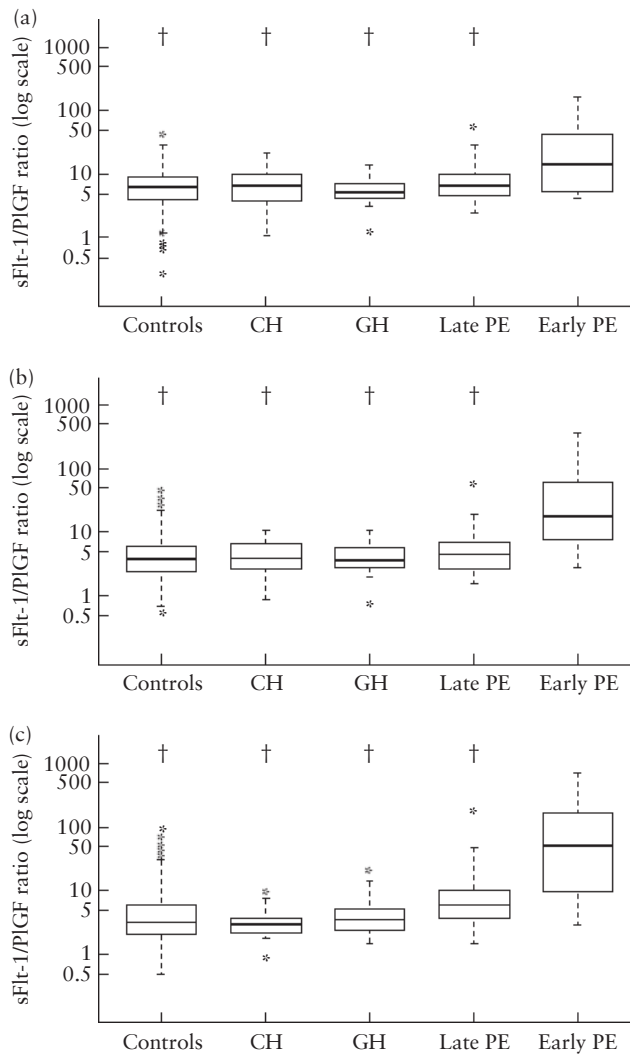 (a)
sFlt-1/PlGF ratio (log scale)
1000
500
100
50
10
5
1
0.5
† † † †
* * * * * *
Controls CH GH Late PE Early PE
(b)
sFlt-1/PlGF ratio (log scale)
1000
500
100
50
10
5
1
0.5
† † † †
Controls CH GH Late PE Early PE
(c)
sFlt-1/PlGF ratio (log scale)
1000
500
100
50
10
5
1
0.5
† † † †
Controls CH GH Late PE Early PE